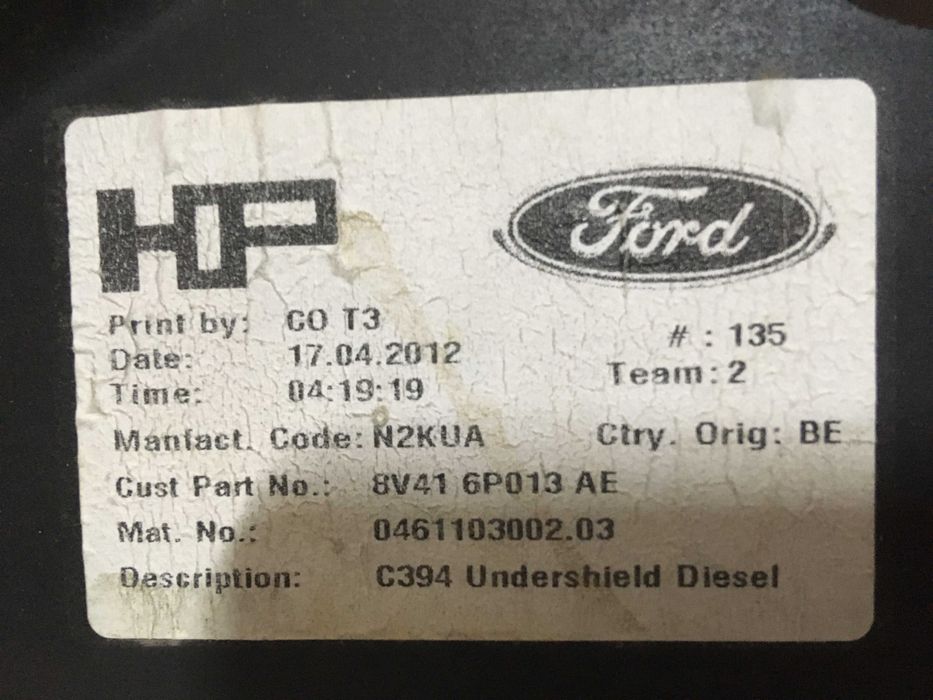 HP
Ford
Print by: CO T3
# : 135
Date: 17.04.2012
Team: 2
Time: 04:19:19
Manfact. Code: N2KUA Ctry. Orig: BE
Cust Part No.: 8V41 6P013 AE
Mat. No.: 0461103002.03
Description: C394 Undershield Diesel